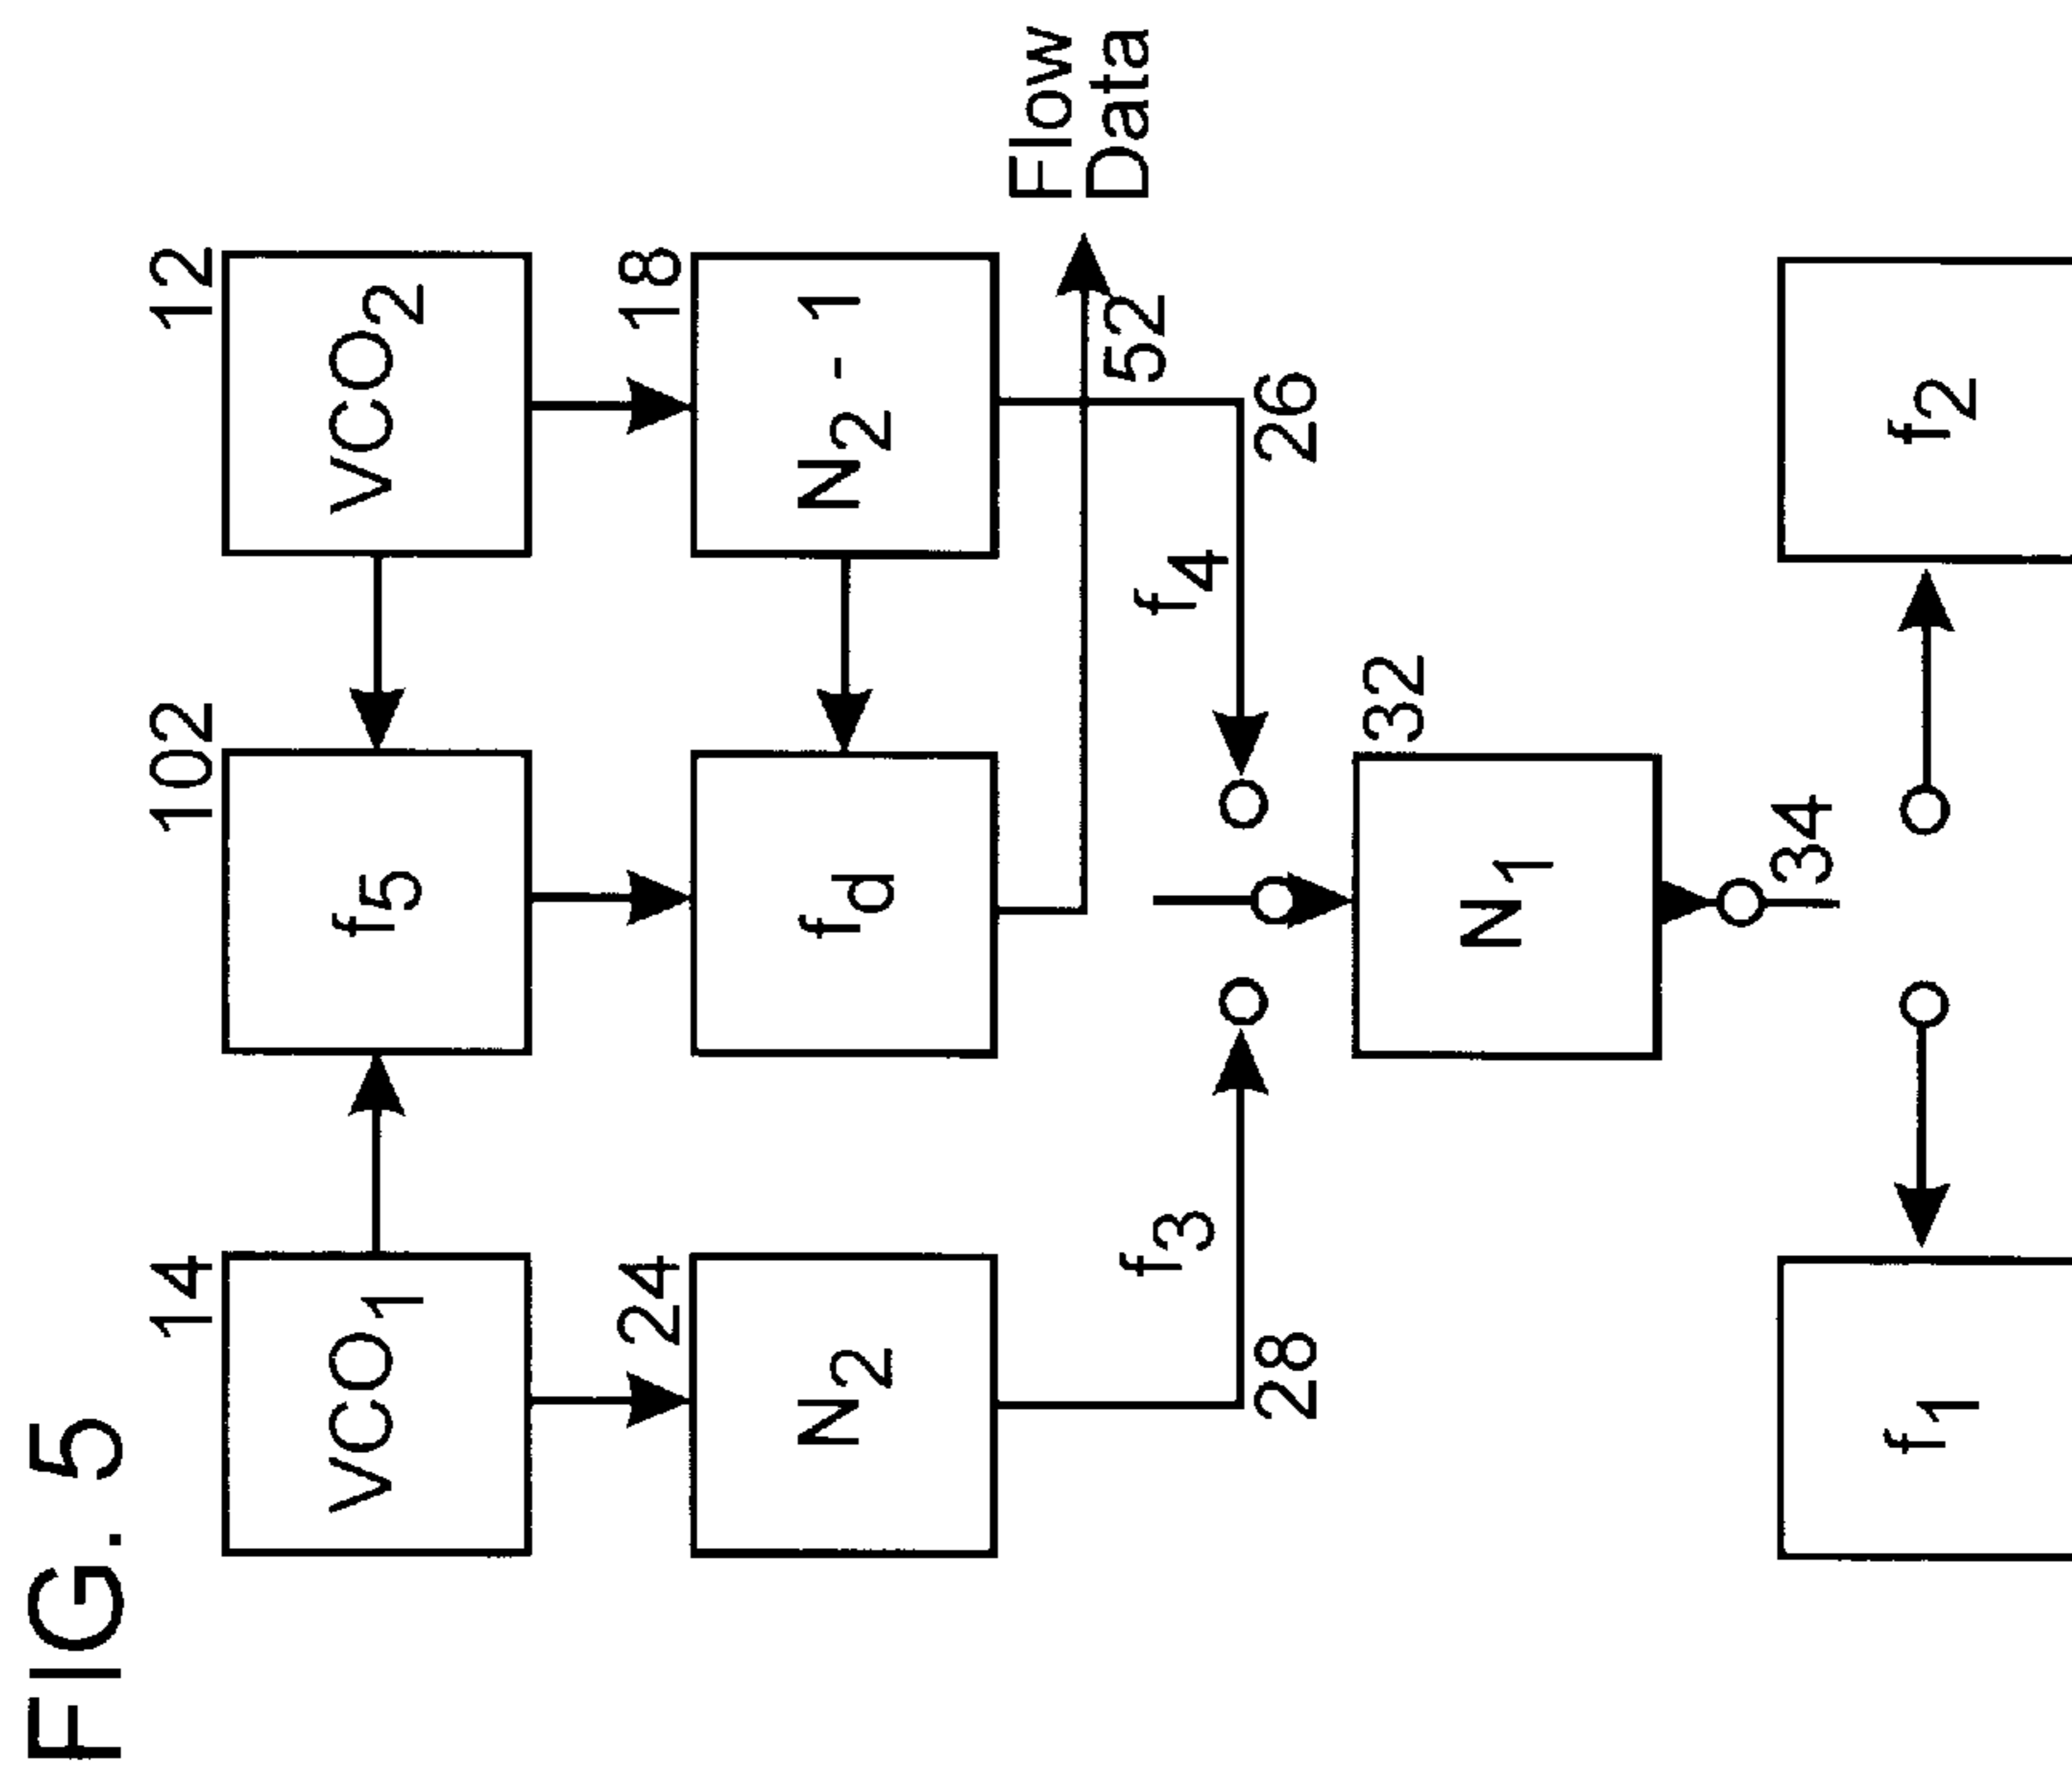 FIG. 5
14
102
12
VCO1
f5
VCO2
24
18
N2
fd
N2 - 1
Flow
Data
52
f3
f4
28
26
32
N1
34
f1
f2